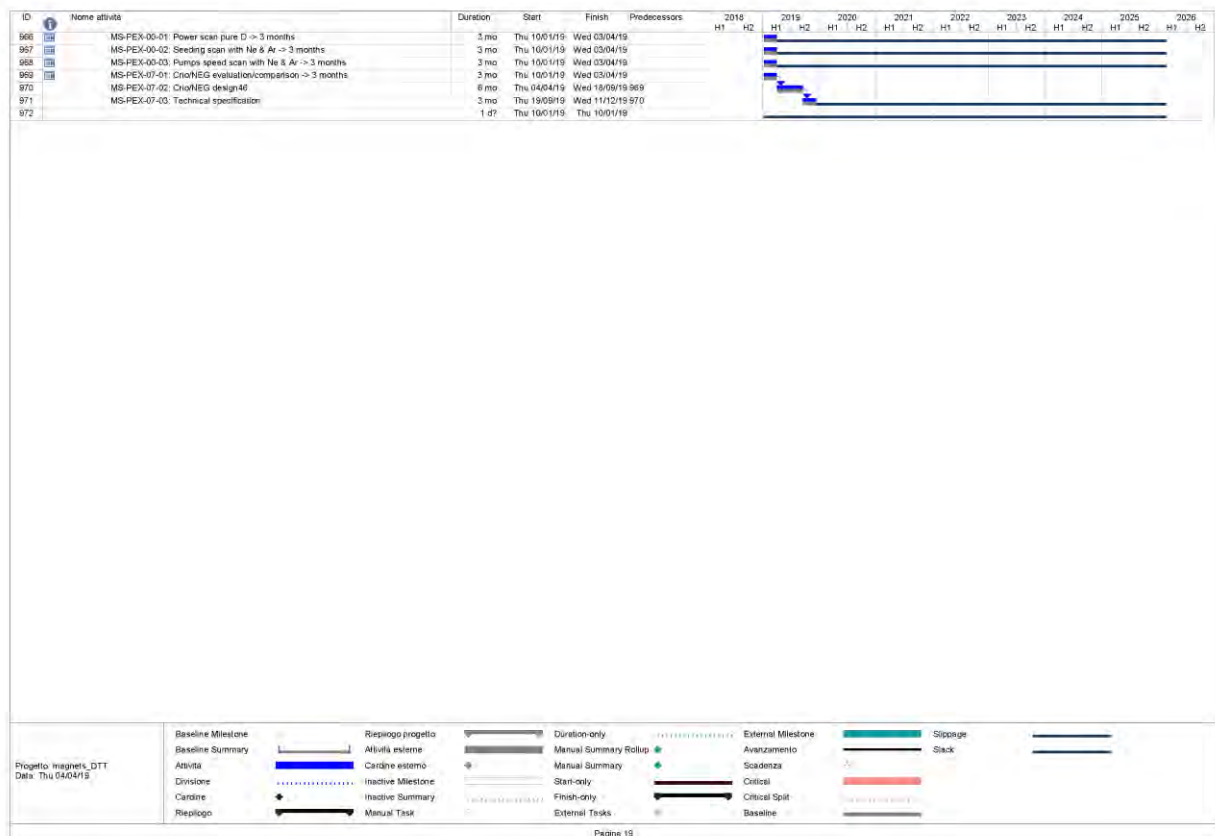 ID Nome attività Duration Start Finish Predecessors 2018 2019 2020 2021 2022 2023 2024 2025 2026
H1 H2 H1 H2 H1 H2 H1 H2 H1 H2 H1 H2 H1 H2 H1 H2 H1 H2
966 MS-PEX-00-01: Power scan pure D -> 3 months 3 mo Thu 10/01/19 Wed 03/04/19
967 MS-PEX-00-02: Seeding scan with Ne & Ar -> 3 months 3 mo Thu 10/01/19 Wed 03/04/19
968 MS-PEX-00-03: Pumps speed scan with Ne & Ar -> 3 months 3 mo Thu 10/01/19 Wed 03/04/19
969 MS-PEX-07-01: Crio/NEG evaluation/comparison -> 3 months 3 mo Thu 10/01/19 Wed 03/04/19
970 MS-PEX-07-02: Crio/NEG design46 6 mo Thu 04/04/19 Wed 18/09/19 969
971 MS-PEX-07-03: Technical specification 3 mo Thu 19/09/19 Wed 11/12/19 970
972 1 d? Thu 10/01/19 Thu 10/01/19
Progetto: magnets_DTT
Data: Thu 04/04/19
Baseline Milestone Riepilogo progetto Duration-only External Milestone Slippage
Baseline Summary Attività esterne Manual Summary Rollup Avanzamento Slack
Attività Cardine esterno Manual Summary Scadenza
Divisione Inactive Milestone Start-only Critical
Cardine Inactive Summary Finish-only Critical Split
Riepilogo Manual Task External Tasks Baseline
Pagine 19